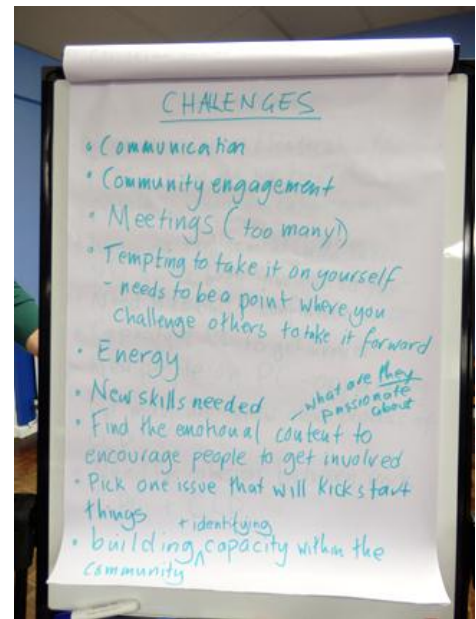 CHALENGES
• Communication
• Community engagement
• Meetings (too many!)
• Tempting to take it on yourself
- needs to be a point where you
challenge others to take it forward
• Energy
• New skills needed
- what are they
passionate
about
• Find the emotional content to
encourage people to get involved
• Pick one issue that will kick start
things
+ identifying
• building ^ capacity within the
community